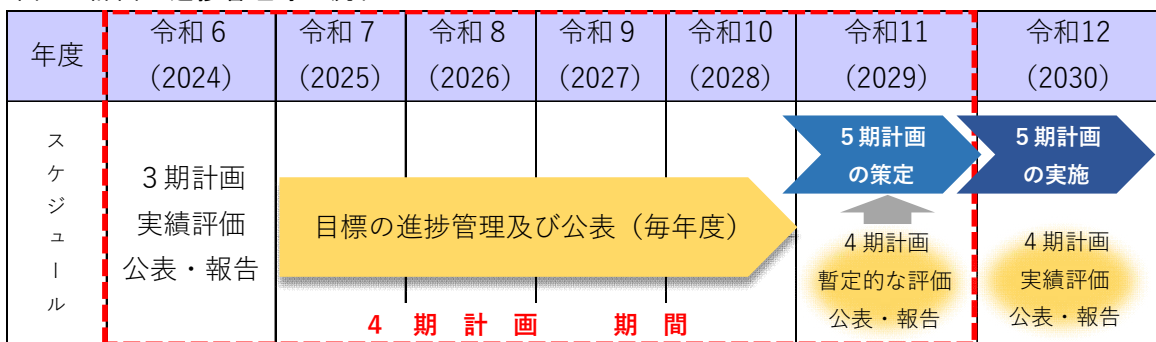 年度
令和６
(2024)
令和７
(2025)
令和８
(2026)
令和９
(2027)
令和10
(2028)
令和11
(2029)
令和12
(2030)
スケジュール
３期計画
実績評価
公表・報告
目標の進捗管理及び公表（毎年度）
５期計画
の策定
５期計画
の実施
４期計画
暫定的な評価
公表・報告
４期計画
実績評価
公表・報告
４期計画　期間